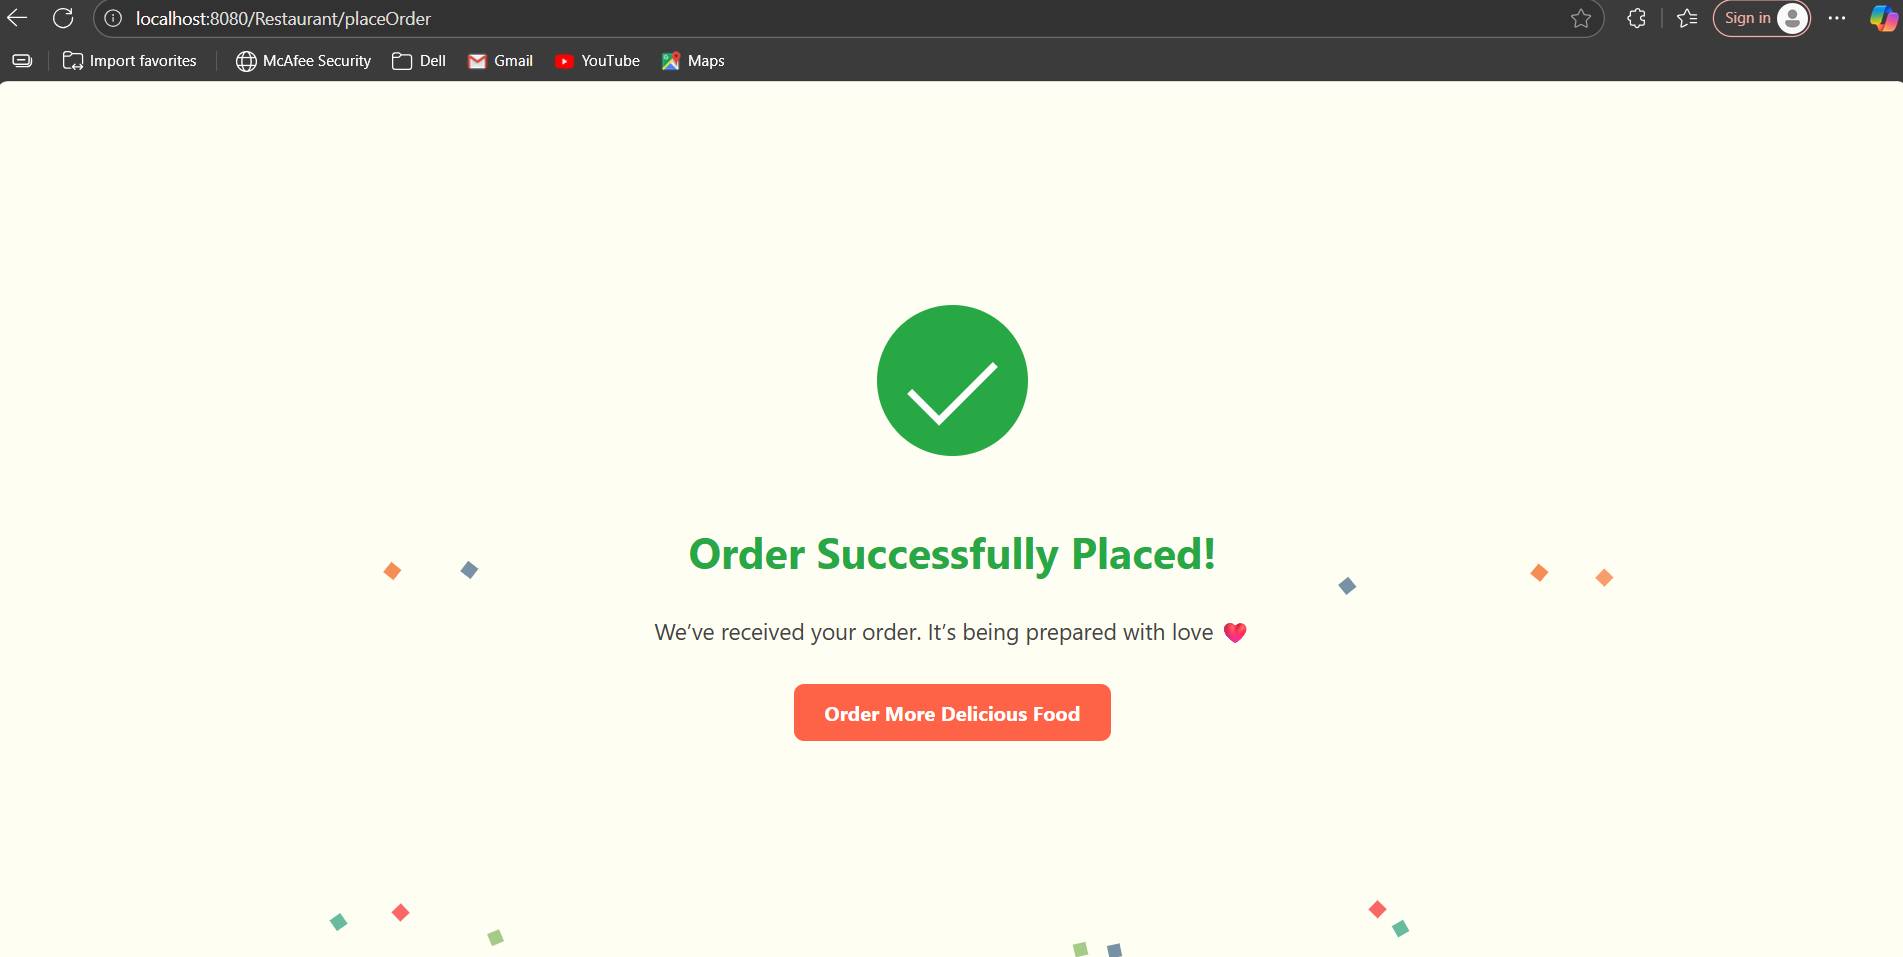 localhost:8080/Restaurant/placeOrder
Sign in
Import favorites
McAfee Security
Dell
Gmail
YouTube
Maps
Order Successfully Placed!
We’ve received your order. It’s being prepared with love ❤
Order More Delicious Food